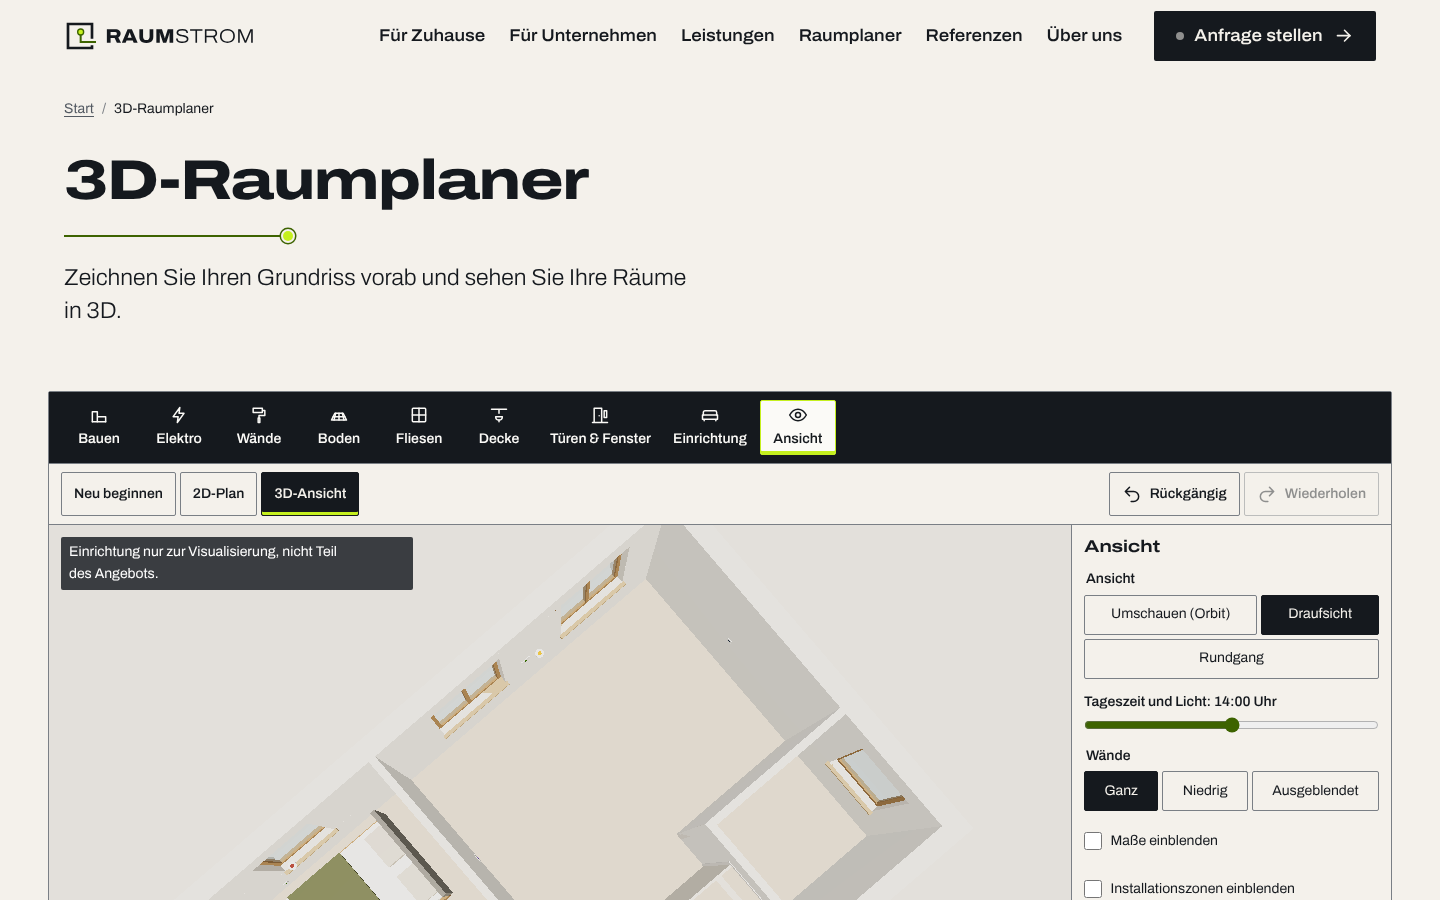 RAUMSTROM
Für Zuhause
Für Unternehmen
Leistungen
Raumplaner
Referenzen
Über uns
Anfrage stellen
Start / 3D-Raumplaner
3D-Raumplaner
Zeichnen Sie Ihren Grundriss vorab und sehen Sie Ihre Räume
in 3D.
Bauen
Elektro
Wände
Boden
Fliesen
Decke
Türen & Fenster
Einrichtung
Ansicht
Neu beginnen
2D-Plan
3D-Ansicht
Rückgängig
Wiederholen
Einrichtung nur zur Visualisierung, nicht Teil
des Angebots.
Ansicht
Ansicht
Umschauen (Orbit)
Draufsicht
Rundgang
Tageszeit und Licht: 14:00 Uhr
Wände
Ganz
Niedrig
Ausgeblendet
Maße einblenden
Installationszonen einblenden